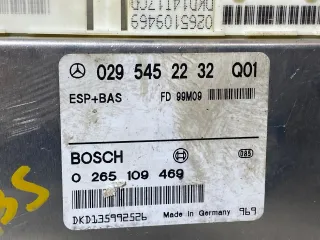 0265109469
029 545 22 32 Q01
ESP+BAS FD 99M09
BOSCH 065
0 265 109 469
DKD135992526 Made in Germany 969